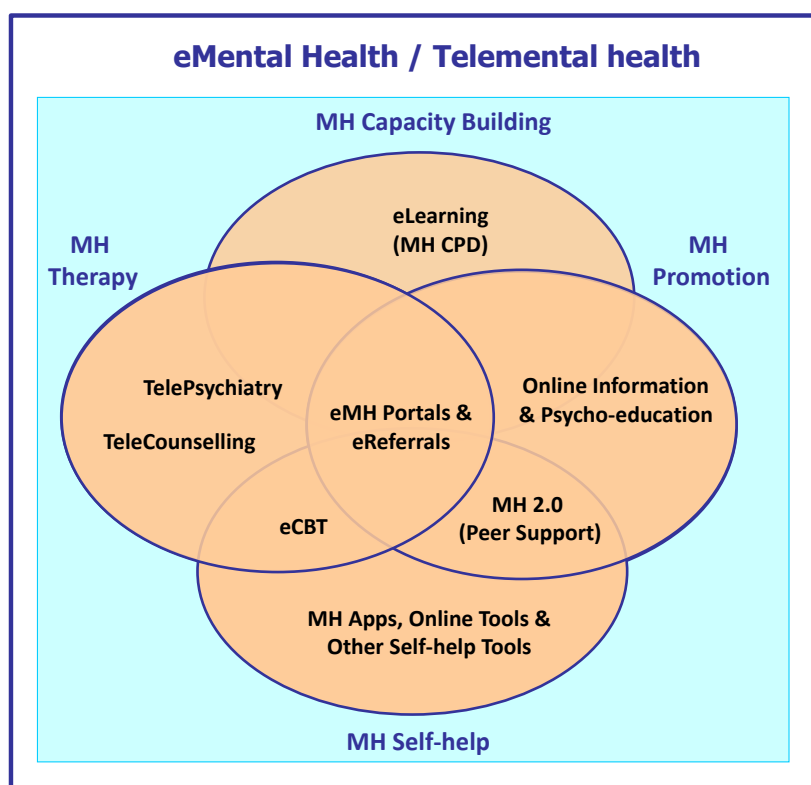 eMental Health / Telemental health
MH Capacity Building
eLearning
(MH CPD)
MH
Therapy
MH
Promotion
TelePsychiatry
TeleCounselling
eMH Portals &
eReferrals
Online Information
& Psycho-education
eCBT
MH 2.0
(Peer Support)
MH Apps, Online Tools &
Other Self-help Tools
MH Self-help